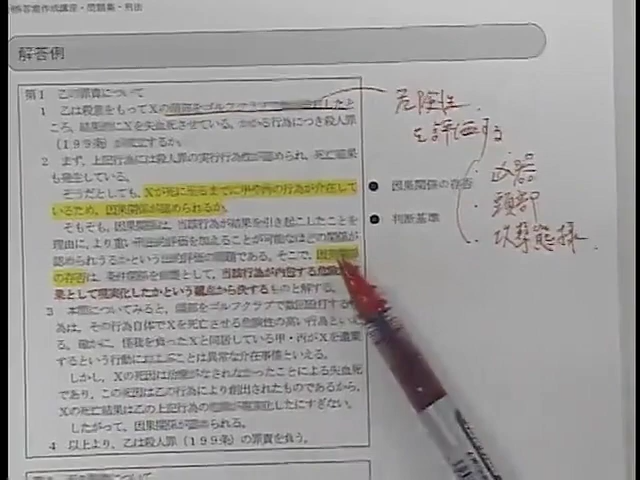 解答例
第1 乙の罪責について
1 乙は殺意をもってXの頭部をゴルフクラブで数回殴打したと
ころ、結果的にXを失血死させている。かかる行為につき殺人罪
(199条)が成立するか。
2 まず、上記行為には殺人罪の実行行為性が認められ、死亡結果
も発生している。
そうだとしても、Xが死に至るまでに甲や丙の行為が介在して
いるため、因果関係が認められるか。
そもそも、因果関係は、当該行為が結果を引き起こしたことを
理由に、より重い刑法的評価を加えることが可能なほどの関係が
認められうるかという法的評価の問題である。そこで、因果関係
の存否は、条件関係を前提として、当該行為が内容する危険が結
果として現実化したかという観点から決するものと解する。
3 本問についてみると、頭部をゴルフクラブで数回殴打する行
為は、その行為自体でXを死亡させる危険性の高い行為といえ
る。確かに、怪我を負ったXと同居している甲・丙がXを遺棄
するという行動に出ることは異常な介在事情といえる。
しかし、Xの死因は治療がなされなかったことによる失血死
であり、この死因は乙の行為により創出されたものであるから、
Xの死亡結果は乙の上記行為の危険が現実化したにすぎない。
したがって、因果関係が認められる。
4 以上より、乙は殺人罪(199条)の罪責を負う。
● 因果関係の存否
● 判断基準
危険性
を評価する
・凶器
・頭部
・攻撃態様